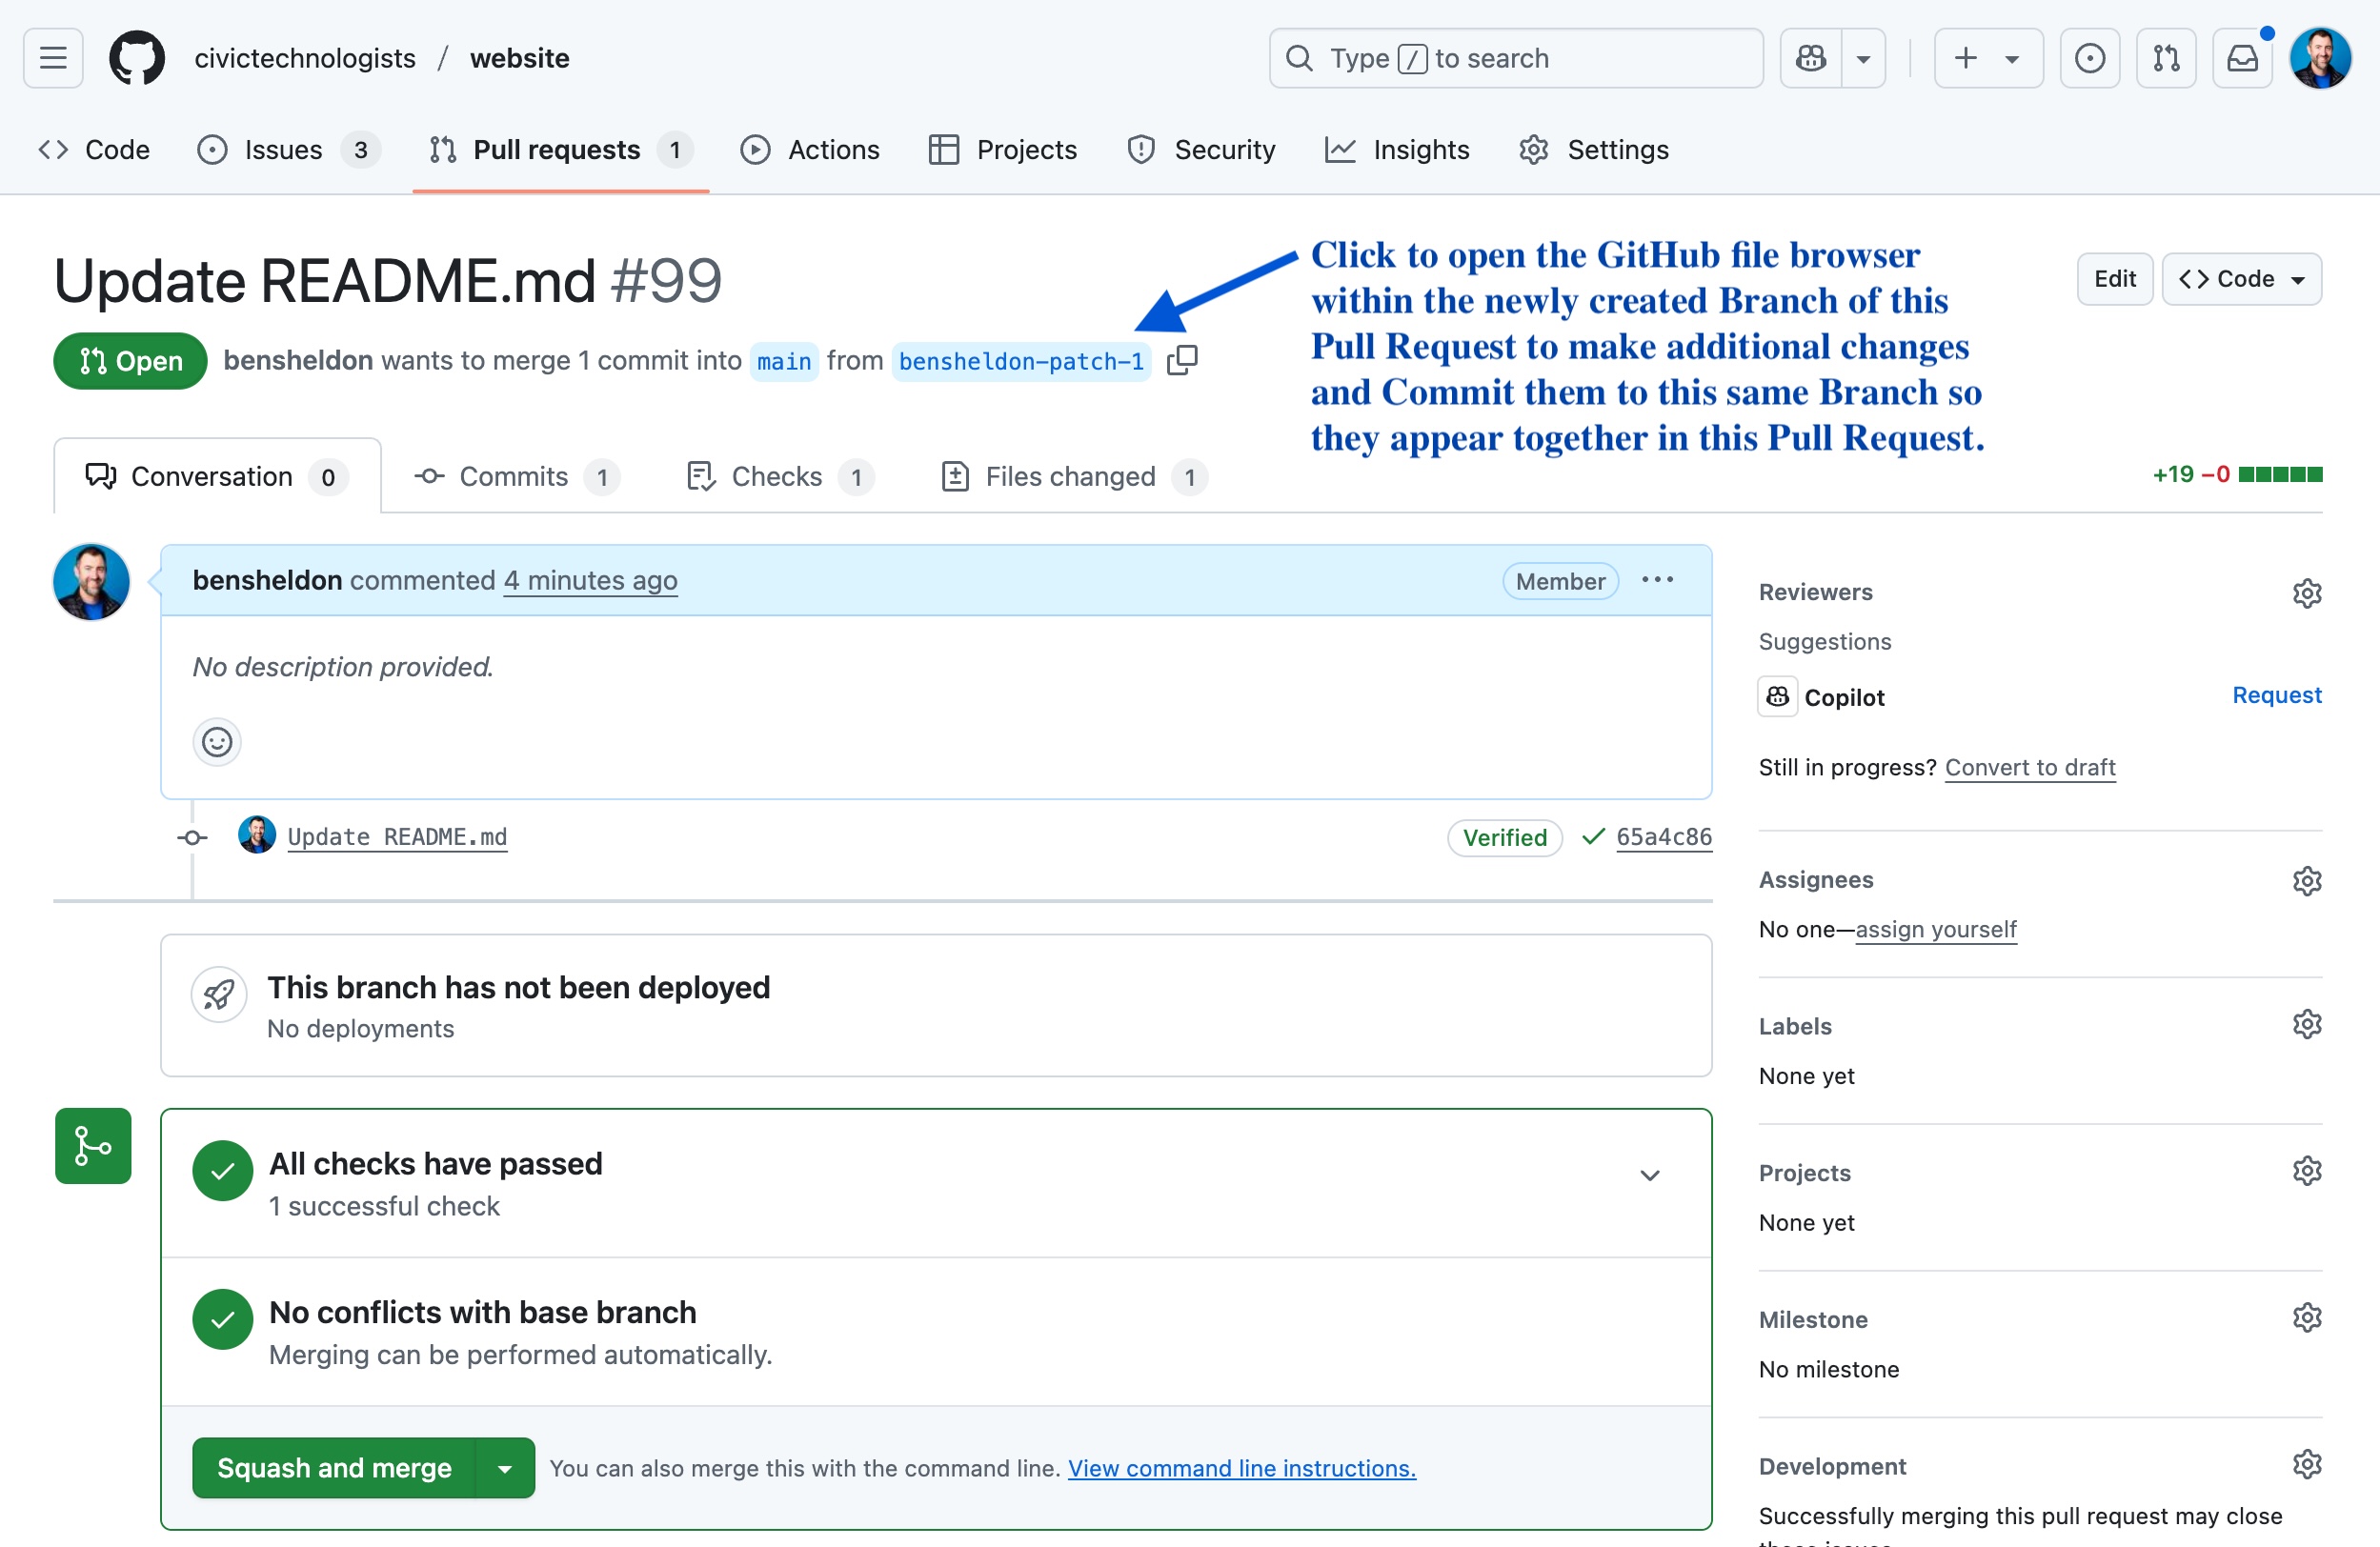 civictechnologists / website
Type / to search
Code
Issues 3
Pull requests 1
Actions
Projects
Security
Insights
Settings
Update README.md #99
Edit
Code
Open
bensheldon wants to merge 1 commit into main from bensheldon-patch-1
Click to open the GitHub file browser
within the newly created Branch of this
Pull Request to make additional changes
and Commit them to this same Branch so
they appear together in this Pull Request.
Conversation 0
Commits 1
Checks 1
Files changed 1
+19 −0
bensheldon commented 4 minutes ago
Member
No description provided.
Update README.md
Verified
65a4c86
This branch has not been deployed
No deployments
All checks have passed
1 successful check
No conflicts with base branch
Merging can be performed automatically.
Squash and merge
You can also merge this with the command line. View command line instructions.
Reviewers
Suggestions
Copilot
Request
Still in progress? Convert to draft
Assignees
No one—assign yourself
Labels
None yet
Projects
None yet
Milestone
No milestone
Development
Successfully merging this pull request may close